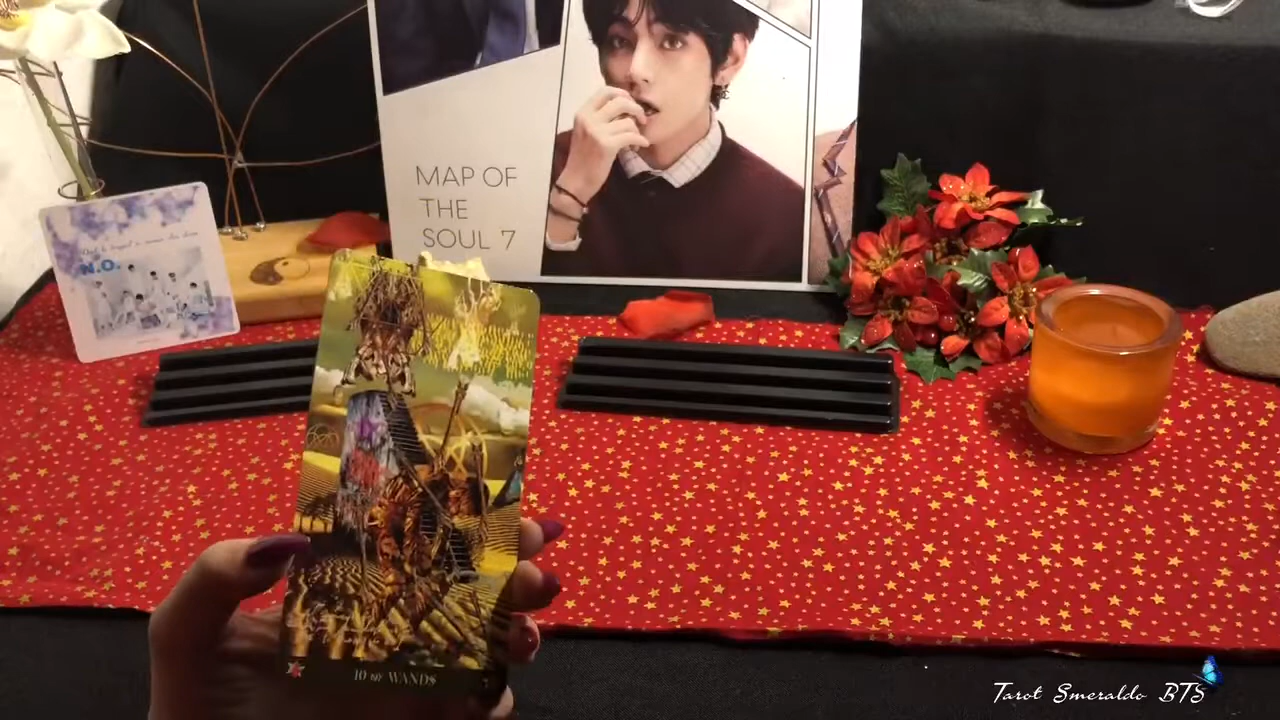 MAP OF
THE
SOUL 7
N.O.
10 OF WANDS
Tarot Smeraldo BTS